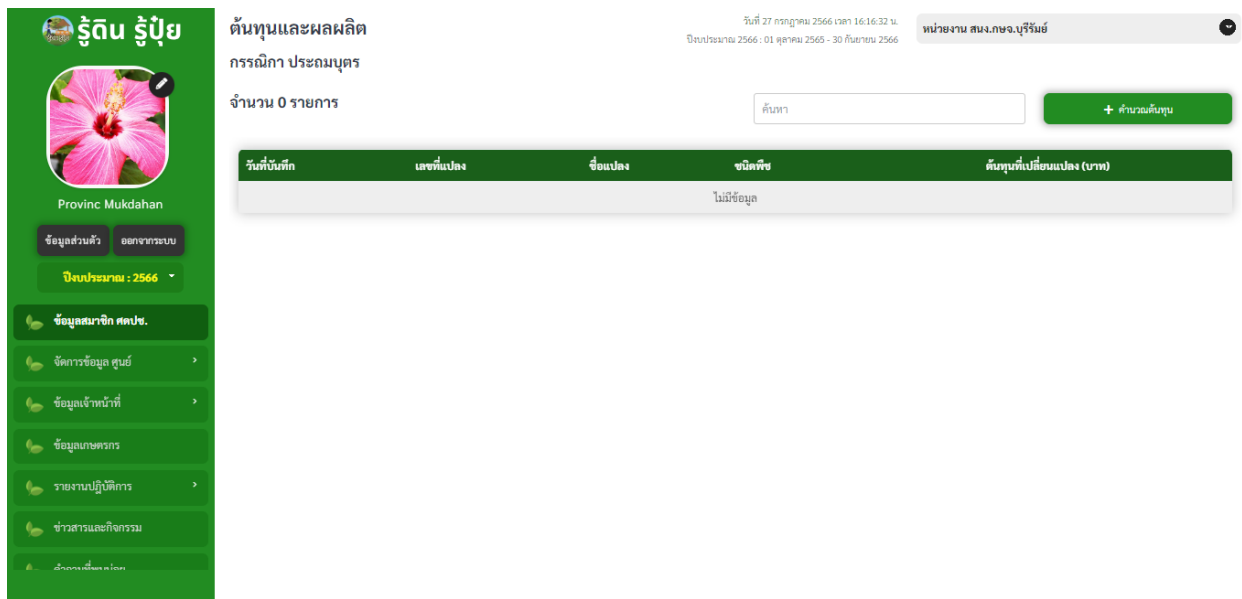 รู้ดิน รู้ปุ๋ย
Provinc Mukdahan
ข้อมูลส่วนตัว ออกจากระบบ
ปีงบประมาณ : 2566
ข้อมูลสมาชิก ศดปช.
จัดการข้อมูล ศูนย์
ข้อมูลเจ้าหน้าที่
ข้อมูลเกษตรกร
รายงานปฏิบัติการ
ข่าวสารและกิจกรรม
คำถามที่พบบ่อย
ต้นทุนและผลผลิต
กรรณิกา ประถมบุตร
จำนวน 0 รายการ
วันที่ 27 กรกฎาคม 2566 เวลา 16:16:32 น.
ปีงบประมาณ 2566 : 01 ตุลาคม 2565 - 30 กันยายน 2566
หน่วยงาน สนง.กษจ.บุรีรัมย์
ค้นหา
+ คำนวณต้นทุน
วันที่บันทึก เลขที่แปลง ชื่อแปลง ชนิดพืช ต้นทุนที่เปลี่ยนแปลง (บาท)
ไม่มีข้อมูล